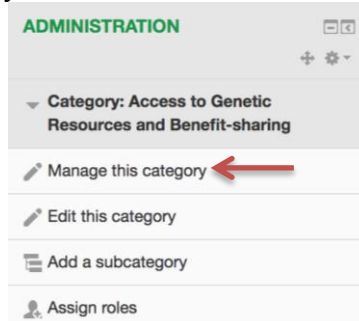 ADMINISTRATION
Category: Access to Genetic
Resources and Benefit-sharing
Manage this category
Edit this category
Add a subcategory
Assign roles